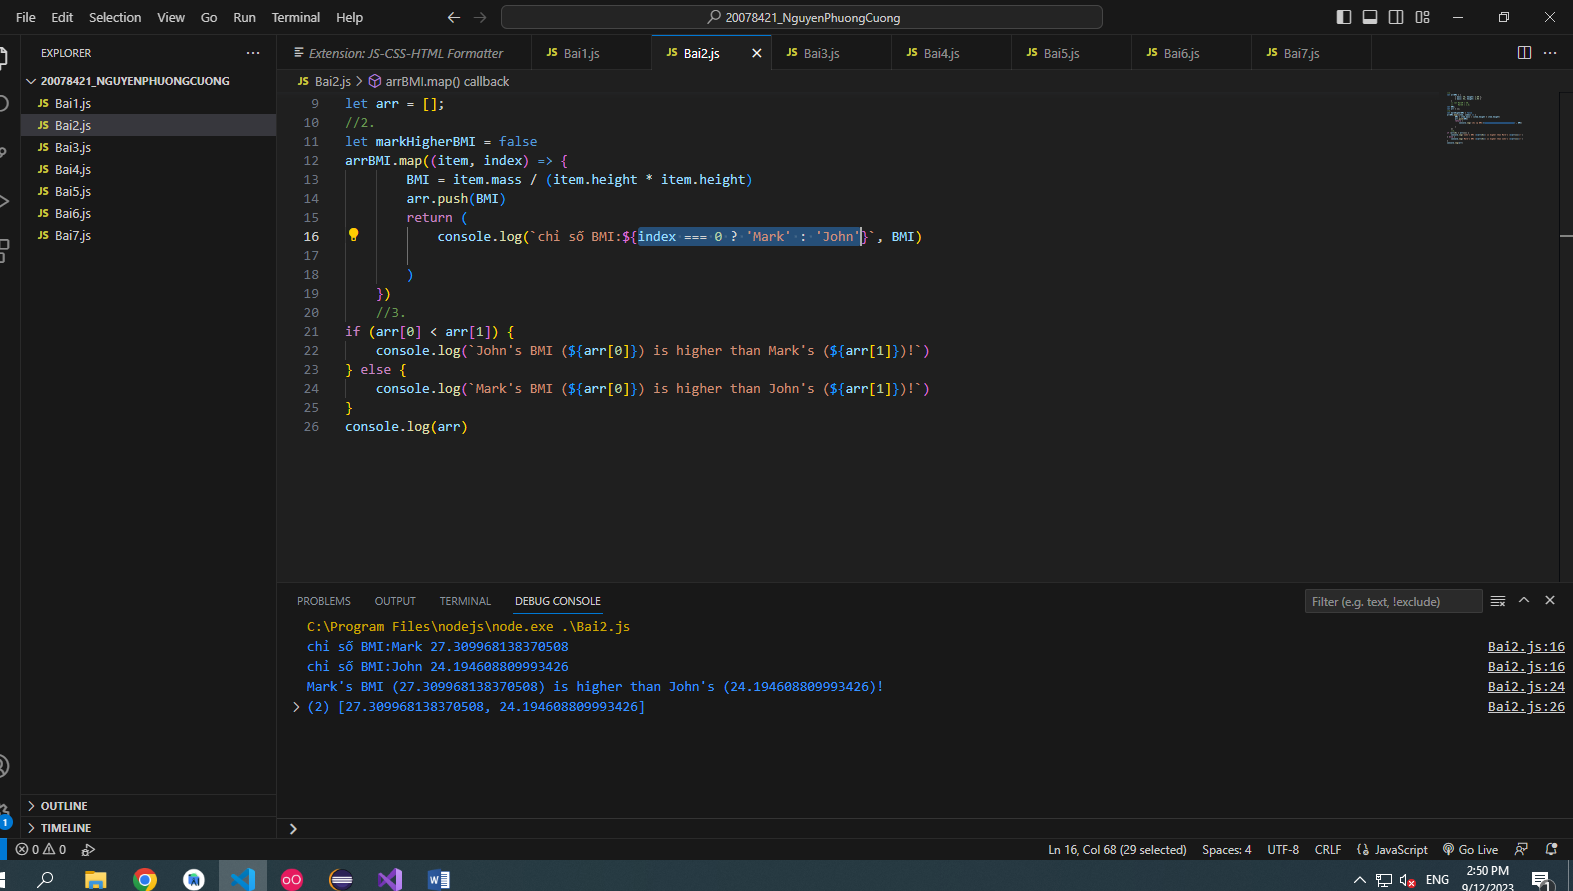 File Edit Selection View Go Run Terminal Help
20078421_NguyenPhuongCuong
EXPLORER
20078421_NGUYENPHUONGCUONG
JS Bai1.js
JS Bai2.js
JS Bai3.js
JS Bai4.js
JS Bai5.js
JS Bai6.js
JS Bai7.js
OUTLINE
TIMELINE
Extension: JS-CSS-HTML Formatter JS Bai1.js JS Bai2.js JS Bai3.js JS Bai4.js JS Bai5.js JS Bai6.js JS Bai7.js
JS Bai2.js > arrBMI.map() callback
9 let arr = [];
10 //2.
11 let markHigherBMI = false
12 arrBMI.map((item, index) => {
13 BMI = item.mass / (item.height * item.height)
14 arr.push(BMI)
15 return (
16 console.log(`chỉ số BMI:${index === 0 ? 'Mark' : 'John'}`, BMI)
17
18 )
19 })
20 //3.
21 if (arr[0] < arr[1]) {
22 console.log(`John's BMI (${arr[0]}) is higher than Mark's (${arr[1]})!`)
23 } else {
24 console.log(`Mark's BMI (${arr[0]}) is higher than John's (${arr[1]})!`)
25 }
26 console.log(arr)
PROBLEMS OUTPUT TERMINAL DEBUG CONSOLE
Filter (e.g. text, !exclude)
C:\Program Files\nodejs\node.exe .\Bai2.js
chỉ số BMI:Mark 27.309968138370508 Bai2.js:16
chỉ số BMI:John 24.194608809993426 Bai2.js:16
Mark's BMI (27.309968138370508) is higher than John's (24.194608809993426)! Bai2.js:24
(2) [27.309968138370508, 24.194608809993426] Bai2.js:26
0 0 Ln 16, Col 68 (29 selected) Spaces: 4 UTF-8 CRLF JavaScript Go Live
ENG
2:50 PM
9/12/2023